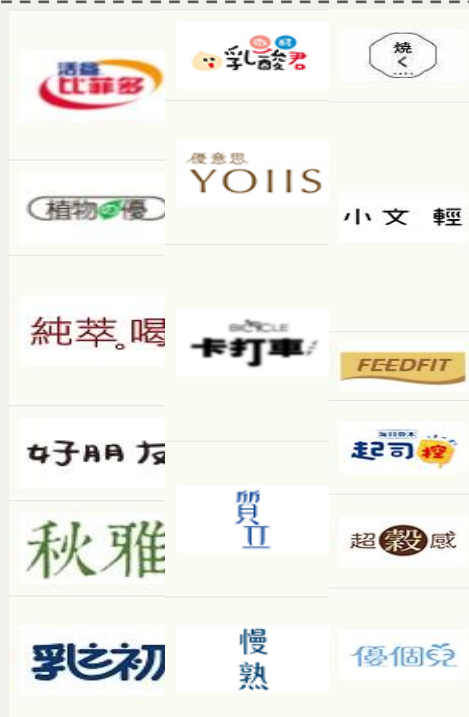 活益
比菲多
植物の優
純萃。喝
好朋友
秋雅
乳之初
乳酸君
優意思
YOIIS
BICYCLE
卡打車
質立
慢熟
燒く
小文 輕
FEEDFIT
起司控
超穀感
優個兒